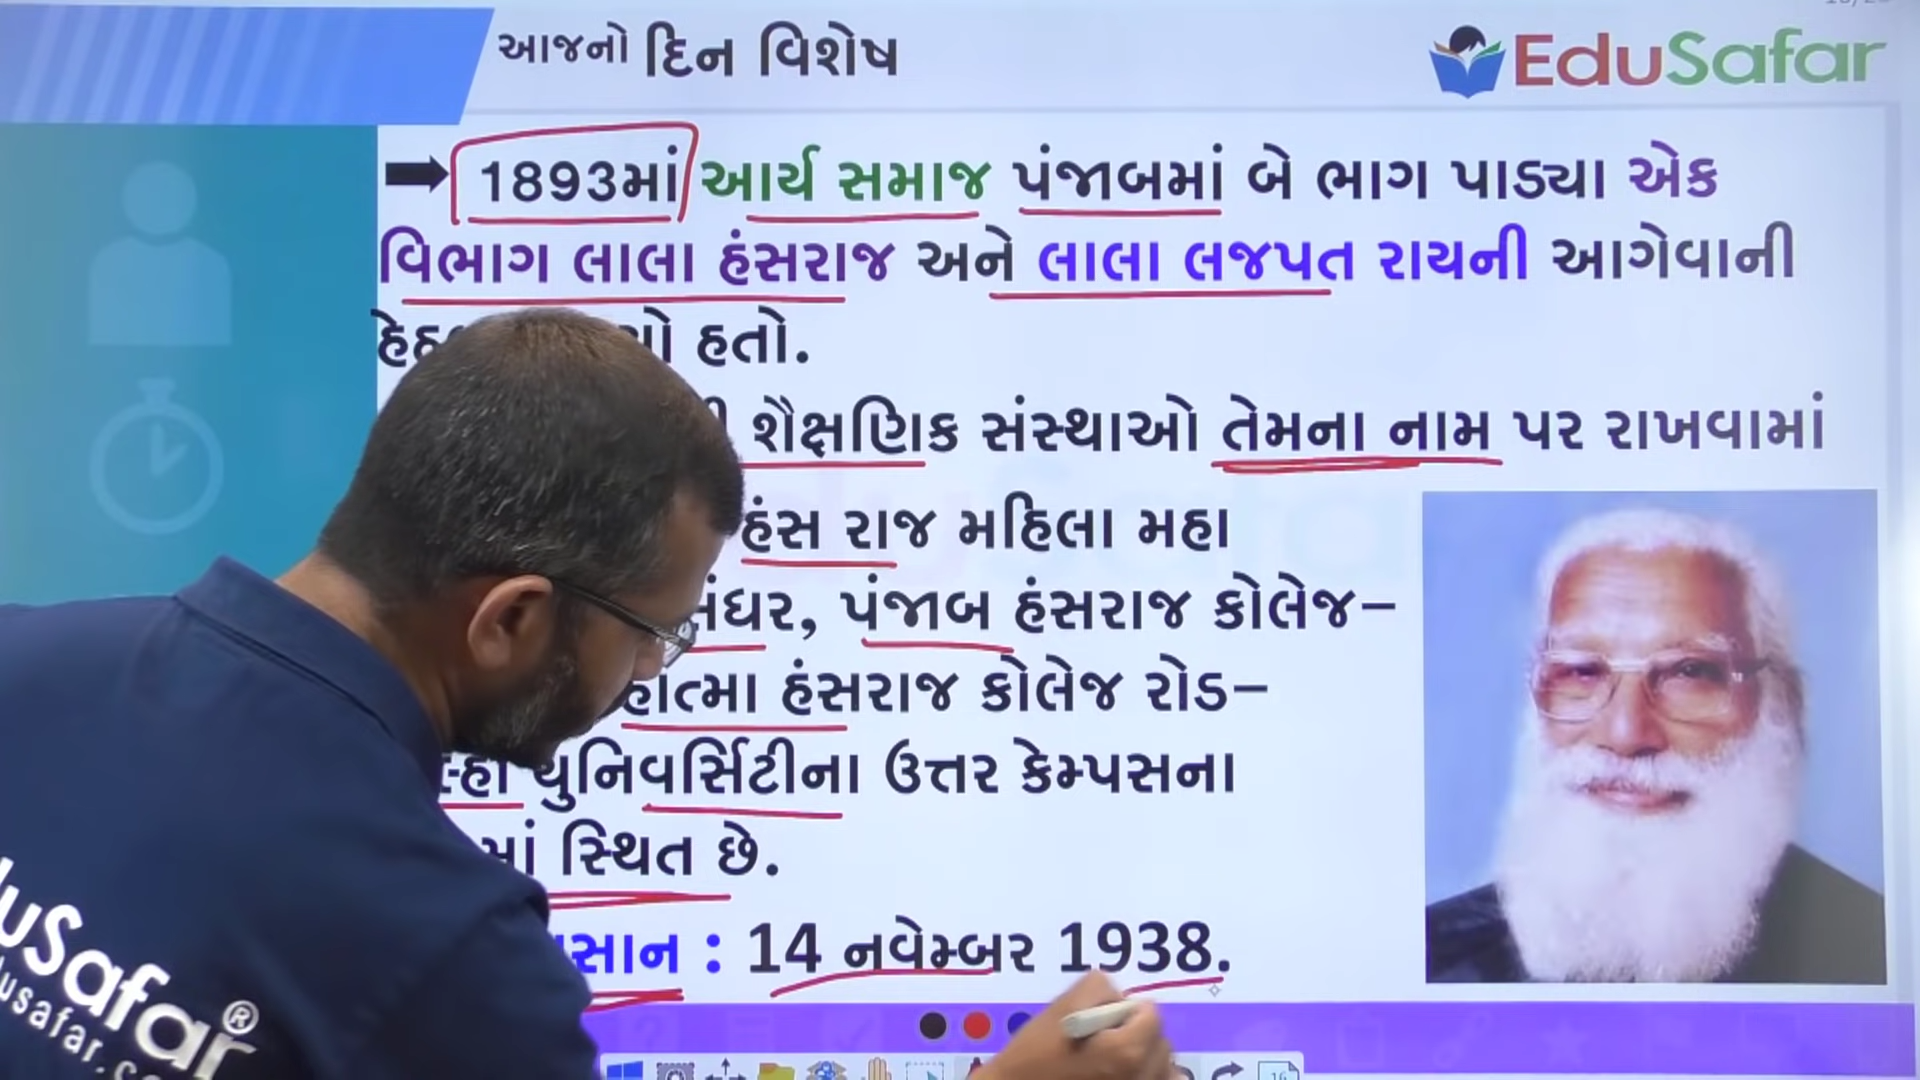 આજનો દિન વિશેષ
EduSafar
1893માં આર્ય સમાજ પંજાબમાં બે ભાગ પાડ્યા એક
વિભાગ લાલા હંસરાજ અને લાલા લજપત રાયની આગેવાની
હતો.
શૈક્ષણિક સંસ્થાઓ તેમના નામ પર રાખવામાં
હંસ રાજ મહિલા મહા
પંજાબ હંસરાજ કોલેજ–
હંસરાજ કોલેજ રોડ–
યુનિવર્સિટીના ઉત્તર કેમ્પસના
સ્થિત છે.
: 14 નવેમ્બર 1938.